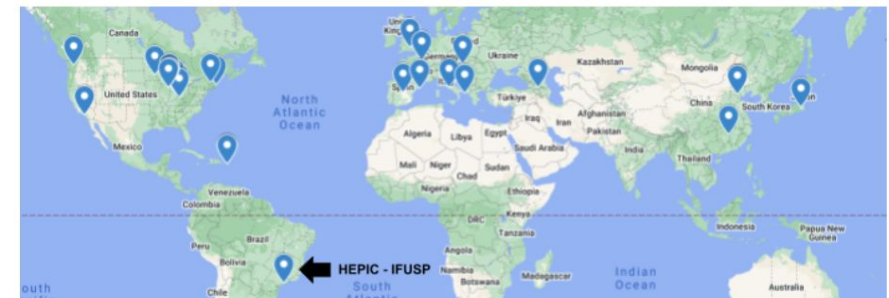 Canada
United States
Mexico
North
Atlantic
Ocean
Venezuela
Colombia
Peru
Brazil
Bolivia
Chile
HEPIC - IFUSP
South
Ukraine
Türkiye
Kazakhstan
Mongolia
China
South Korea
Iraq
Iran
Afghanistan
Pakistan
India
Thailand
Algeria
Libya
Egypt
Saudi Arabia
Mali
Niger
Chad
Sudan
Nigeria
Ethiopia
DRC
Kenya
Tanzania
Angola
Namibia
Botswana
Madagascar
Indian
Ocean
Indonesia
Papua New
Guinea
Australia